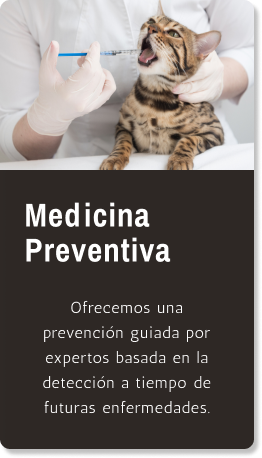 Medicina
Preventiva
Ofrecemos una
prevención guiada por
expertos basada en la
detección a tiempo de
futuras enfermedades.